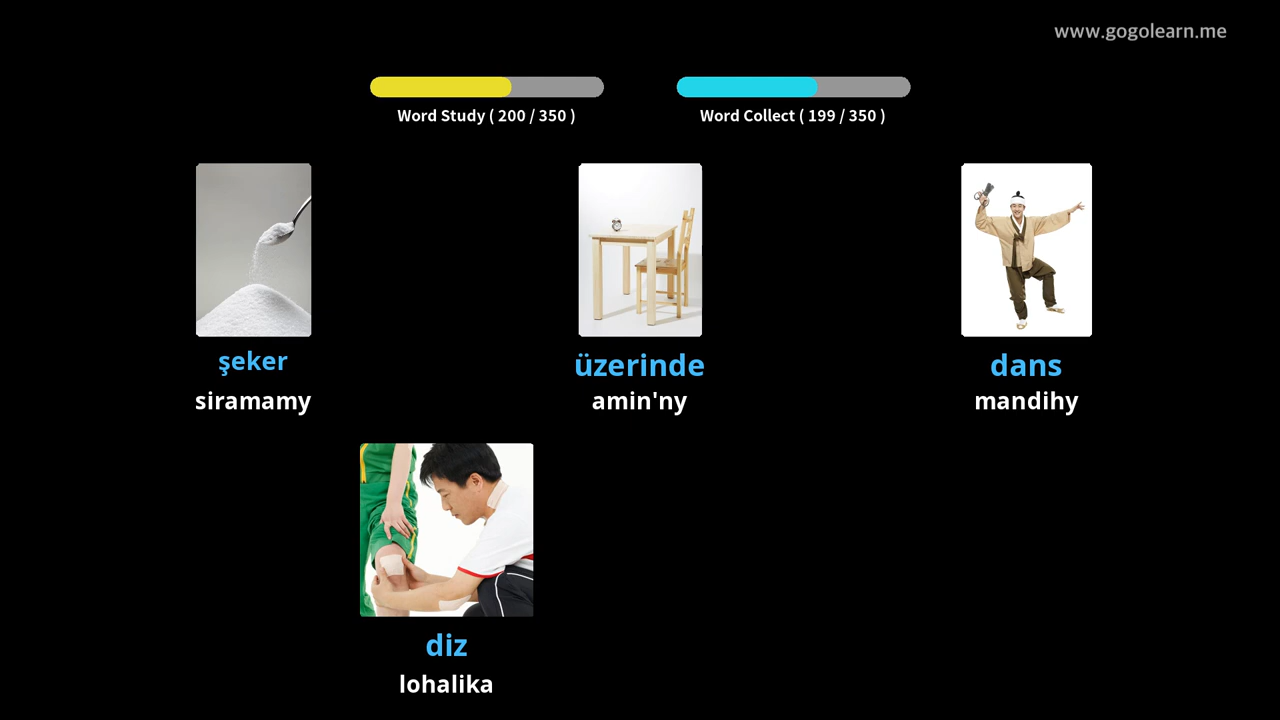 www.gogolearn.me
Word Study ( 200 / 350 )
Word Collect ( 199 / 350 )
şeker
siramamy
üzerinde
amin'ny
dans
mandihy
diz
lohalika